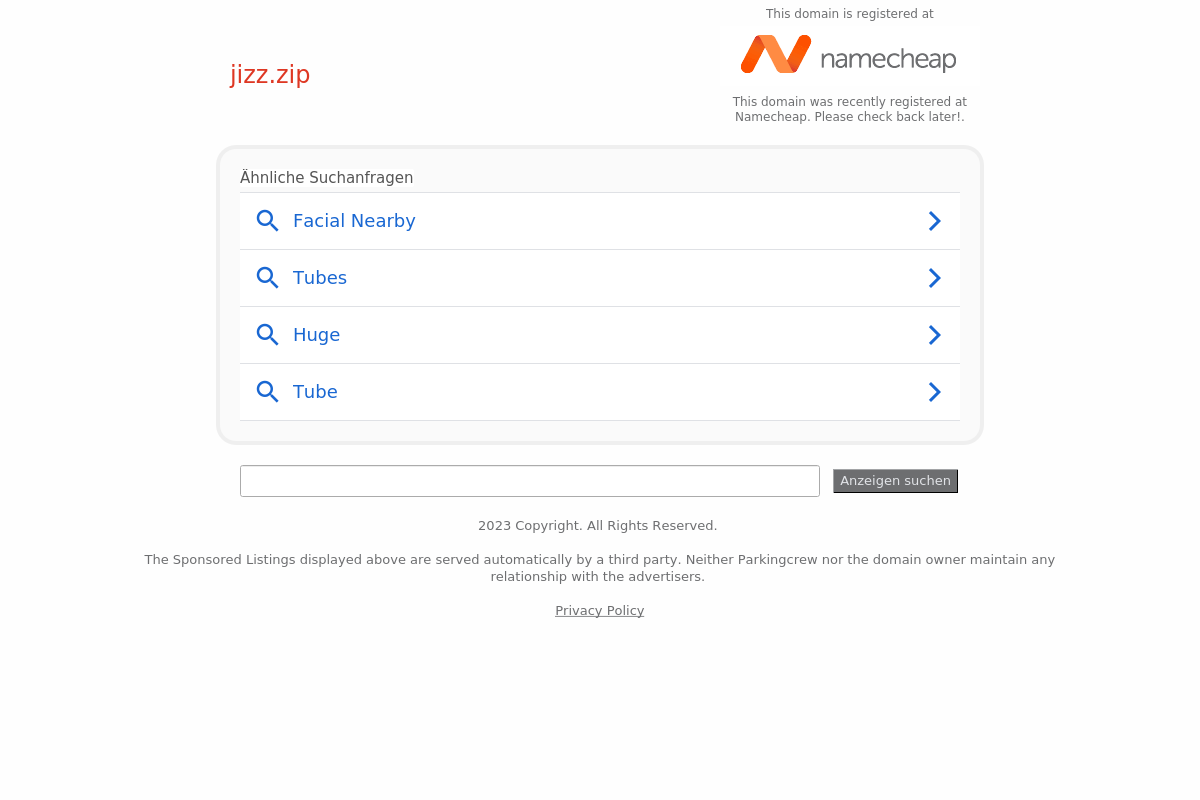 This domain is registered at
namecheap
jizz.zip
This domain was recently registered at
Namecheap. Please check back later!.
Ähnliche Suchanfragen
Facial Nearby
Tubes
Huge
Tube
Anzeigen suchen
2023 Copyright. All Rights Reserved.
The Sponsored Listings displayed above are served automatically by a third party. Neither Parkingcrew nor the domain owner maintain any
relationship with the advertisers.
Privacy Policy